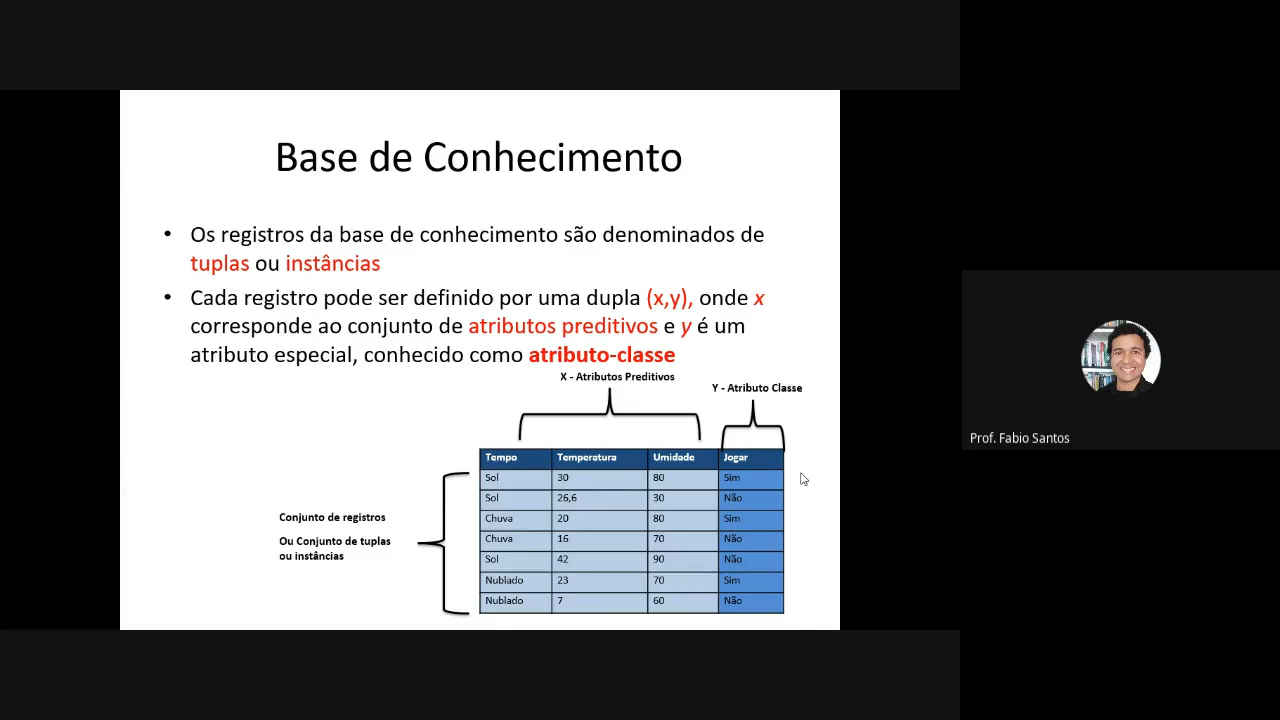 Base de Conhecimento
• Os registros da base de conhecimento são denominados de
tuplas ou instâncias
• Cada registro pode ser definido por uma dupla (x,y), onde x
corresponde ao conjunto de atributos preditivos e y é um
atributo especial, conhecido como atributo-classe
X - Atributos Preditivos
Y - Atributo Classe
Tempo Temperatura Umidade Jogar
Sol 30 80 Sim
Sol 26,6 30 Não
Chuva 20 80 Sim
Chuva 16 70 Não
Sol 42 90 Não
Nublado 23 70 Sim
Nublado 7 60 Não
Conjunto de registros
Ou Conjunto de tuplas
ou instâncias
Prof. Fabio Santos